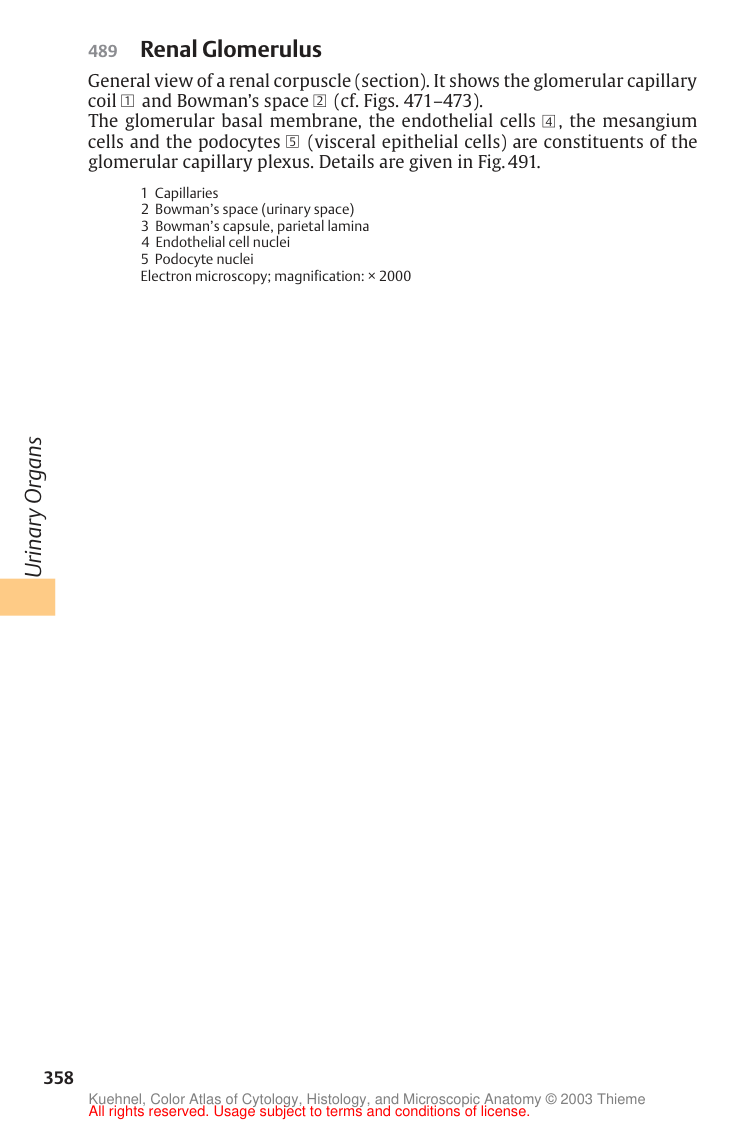 489 Renal Glomerulus
General view of a renal corpuscle (section). It shows the glomerular capillary
coil 1 and Bowman's space 2 (cf. Figs. 471–473).
The glomerular basal membrane, the endothelial cells 4, the mesangium
cells and the podocytes 5 (visceral epithelial cells) are constituents of the
glomerular capillary plexus. Details are given in Fig. 491.
1 Capillaries
2 Bowman's space (urinary space)
3 Bowman's capsule, parietal lamina
4 Endothelial cell nuclei
5 Podocyte nuclei
Electron microscopy; magnification: × 2000
Urinary Organs
358
Kuehnel, Color Atlas of Cytology, Histology, and Microscopic Anatomy © 2003 Thieme
All rights reserved. Usage subject to terms and conditions of license.